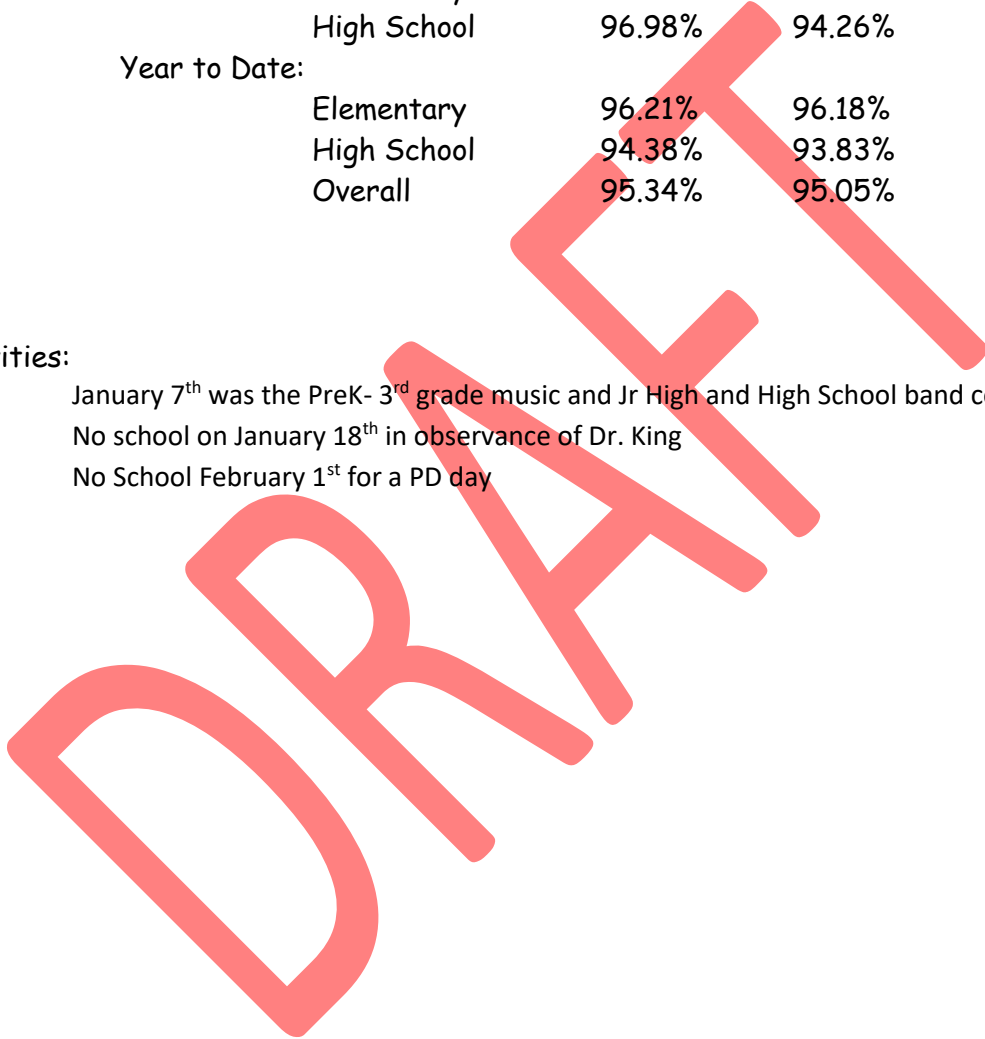 High School 96.98% 94.26%
Year to Date:
Elementary 96.21% 96.18%
High School 94.38% 93.83%
Overall 95.34% 95.05%
January 7th was the PreK- 3rd grade music and Jr High and High School band
No school on January 18th in observance of Dr. King
No School February 1st for a PD day
DRAFT